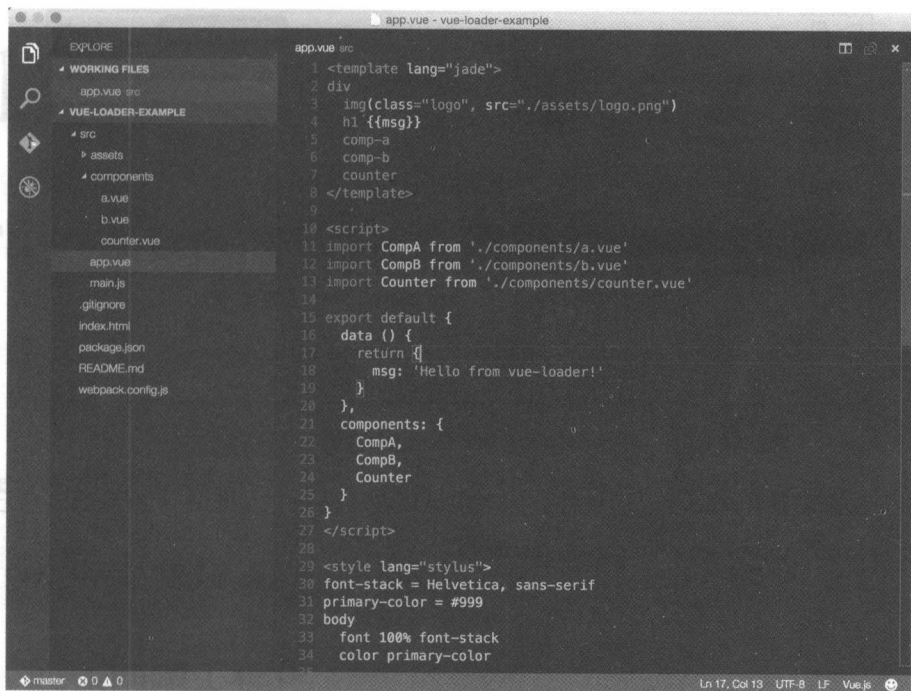 app.vue - vue-loader-example
EXPLORE
WORKING FILES
app.vue src
VUE-LOADER-EXAMPLE
src
assets
components
a.vue
b.vue
counter.vue
app.vue
main.js
.gitignore
index.html
package.json
README.md
webpack.config.js
app.vue src
1 <template lang="jade">
2 div
3 img(class="logo", src="./assets/logo.png")
4 h1 {{msg}}
5 comp-a
6 comp-b
7 counter
8 </template>
9
10 <script>
11 import CompA from './components/a.vue'
12 import CompB from './components/b.vue'
13 import Counter from './components/counter.vue'
14
15 export default {
16 data () {
17 return {
18 msg: 'Hello from vue-loader!'
19 }
20 },
21 components: {
22 CompA,
23 CompB,
24 Counter
25 }
26 }
27 </script>
28
29 <style lang="stylus">
30 font-stack = Helvetica, sans-serif
31 primary-color = #999
32 body
33 font 100% font-stack
34 color primary-color
master 0 0
Ln 17, Col 13 UTF-8 LF Vue.js